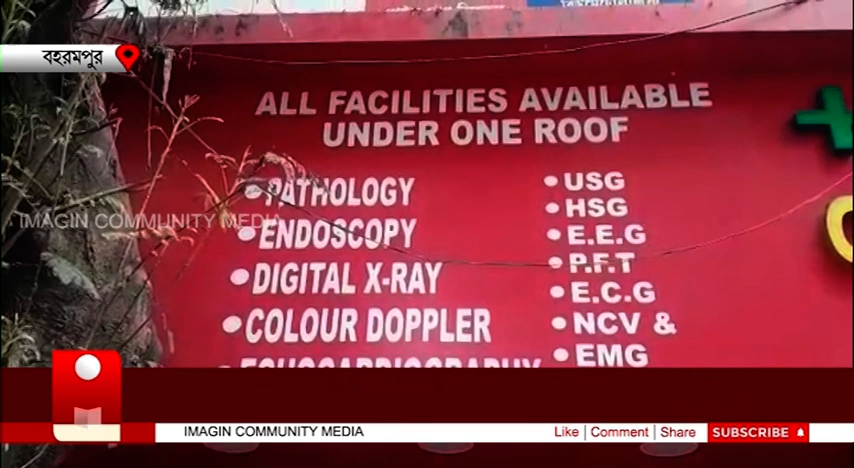 বহরমপুর
ALL FACILITIES AVAILABLE
UNDER ONE ROOF
PATHOLOGY
ENDOSCOPY
DIGITAL X-RAY
COLOUR DOPPLER
ECHOCARDIOGRAPHY
USG
HSG
E.E.G
P.F.T
E.C.G
NCV &
EMG
IMAGIN COMMUNITY MEDIA
IMAGIN COMMUNITY MEDIA
Like | Comment | Share
SUBSCRIBE